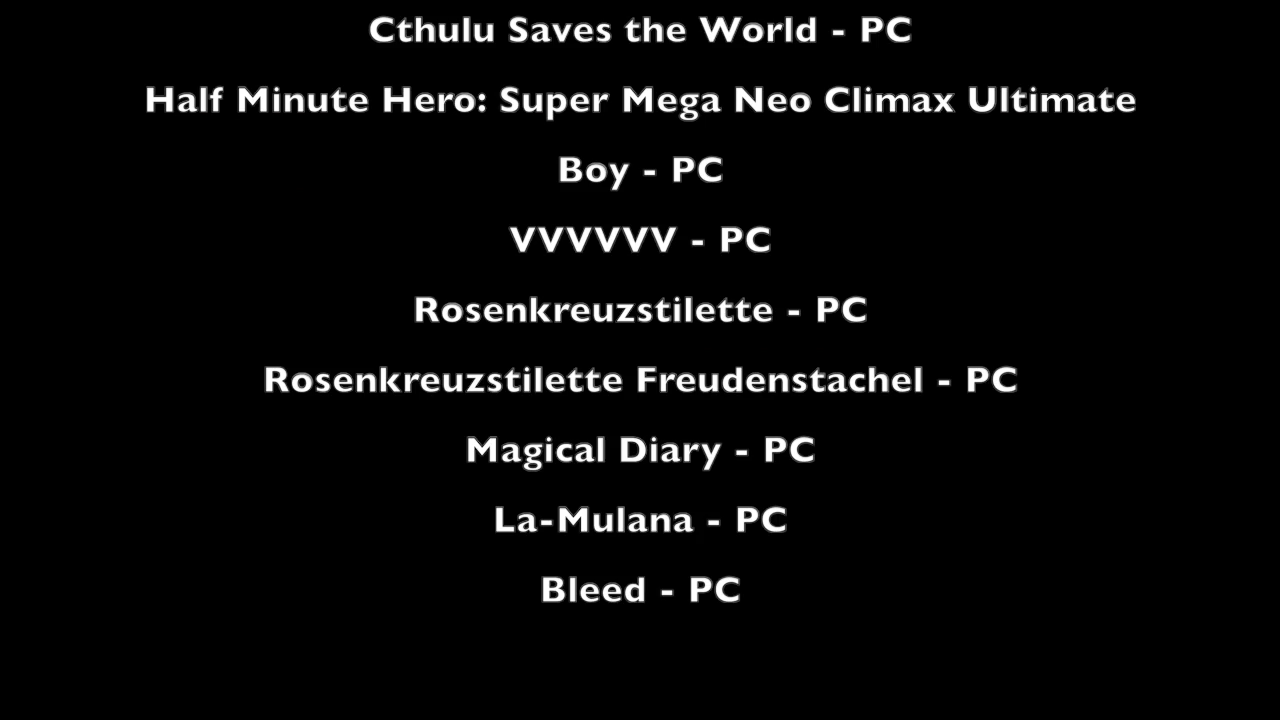 Cthulu Saves the World - PC
Half Minute Hero: Super Mega Neo Climax Ultimate
Boy - PC
VVVVVV - PC
Rosenkreuzstilette - PC
Rosenkreuzstilette Freudenstachel - PC
Magical Diary - PC
La-Mulana - PC
Bleed - PC